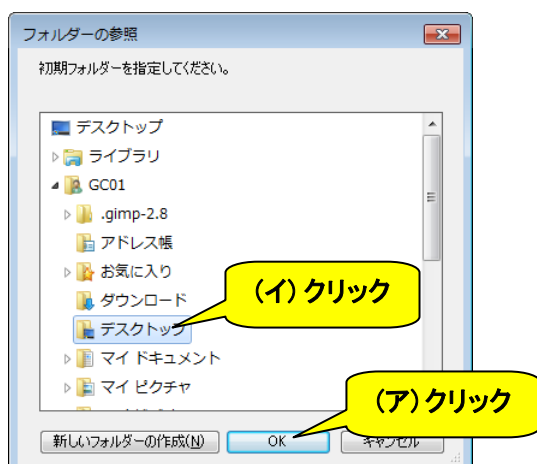 フォルダーの参照
初期フォルダーを指定してください。
デスクトップ
ライブラリ
GC01
.gimp-2.8
アドレス帳
お気に入り
ダウンロード
(イ)クリック
デスクトップ
マイ ドキュメント
マイ ピクチャ
(ア)クリック
新しいフォルダーの作成(N) OK キャンセル